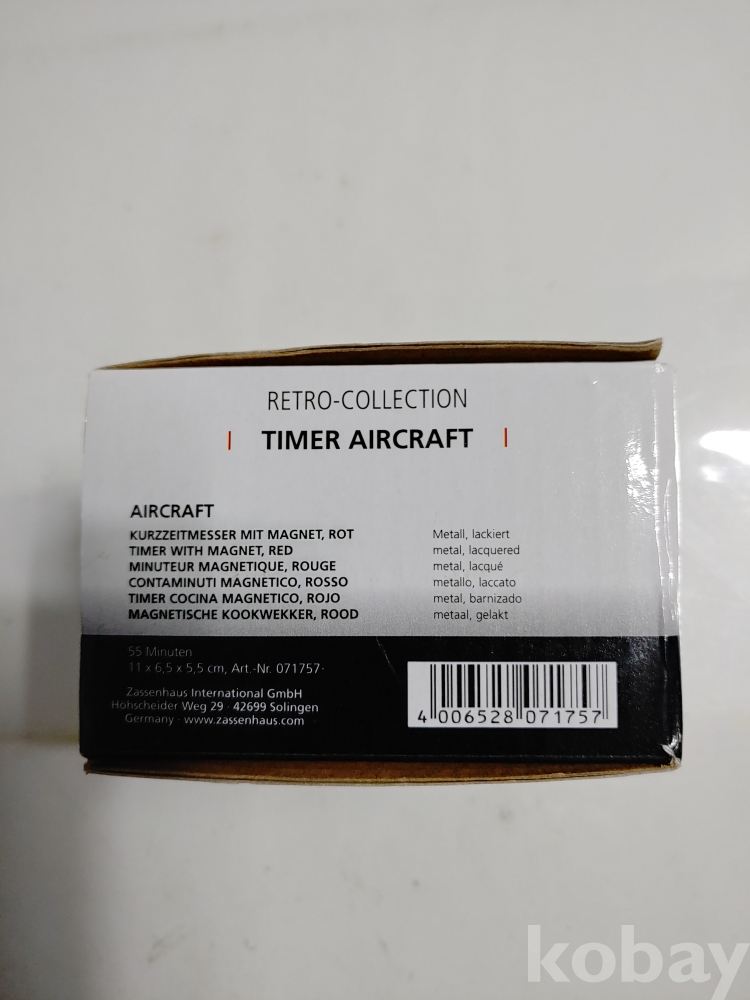 RETRO-COLLECTION
| TIMER AIRCRAFT |
AIRCRAFT
KURZZEITMESSER MIT MAGNET, ROT Metall, lackiert
TIMER WITH MAGNET, RED metal, lacquered
MINUTEUR MAGNETIQUE, ROUGE metal, lacqué
CONTAMINUTI MAGNETICO, ROSSO metallo, laccato
TIMER COCINA MAGNETICO, ROJO metal, barnizado
MAGNETISCHE KOOKWEKKER, ROOD metaal, gelakt
55 Minuten
11 x 6,5 x 5,5 cm, Art.-Nr. 071757·
Zassenhaus International GmbH
Hohscheider Weg 29 · 42699 Solingen
Germany · www.zassenhaus.com
4 006528 071757
kobay